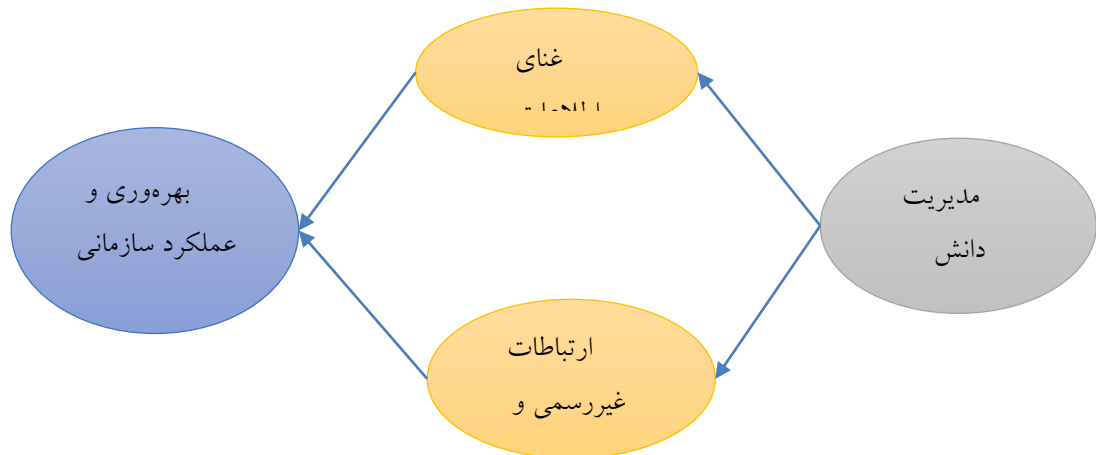 غنای
مدیریت
دانش
بهره‌وری و
عملکرد سازمانی
ارتباطات
غیررسمی و